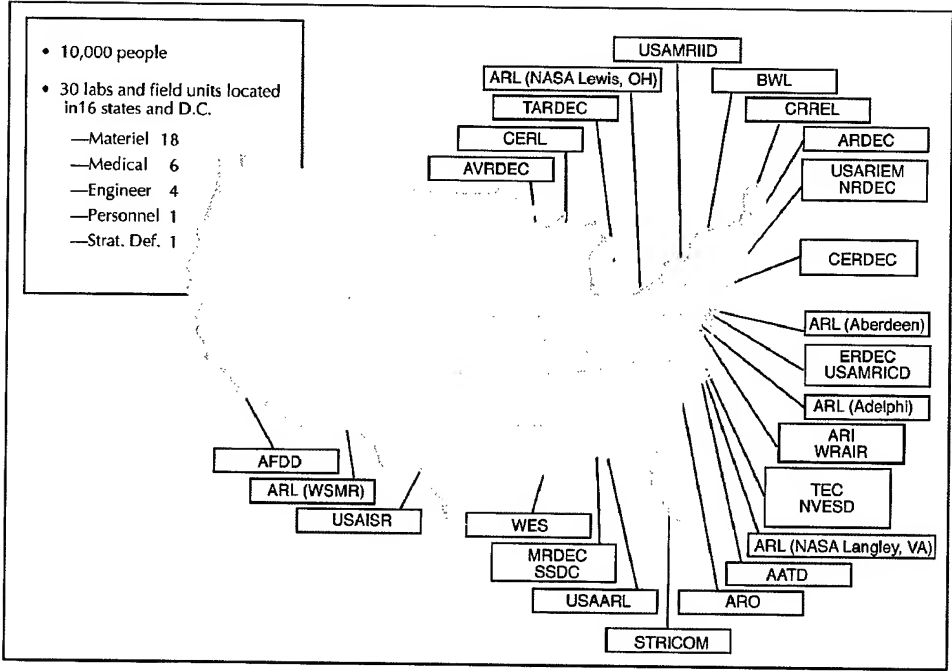 • 10,000 people
• 30 labs and field units located
in16 states and D.C.
—Materiel 18
—Medical 6
—Engineer 4
—Personnel 1
—Strat. Def. 1
USAMRIID
ARL (NASA Lewis, OH)
BWL
TARDEC
CRREL
CERL
ARDEC
AVRDEC
USARIEM
NRDEC
CERDEC
ARL (Aberdeen)
ERDEC
USAMRICD
ARL (Adelphi)
ARI
WRAIR
AFDD
ARL (WSMR)
USAISR
TEC
NVESD
WES
ARL (NASA Langley, VA)
MRDEC
SSDC
AATD
USAARL
ARO
STRICOM